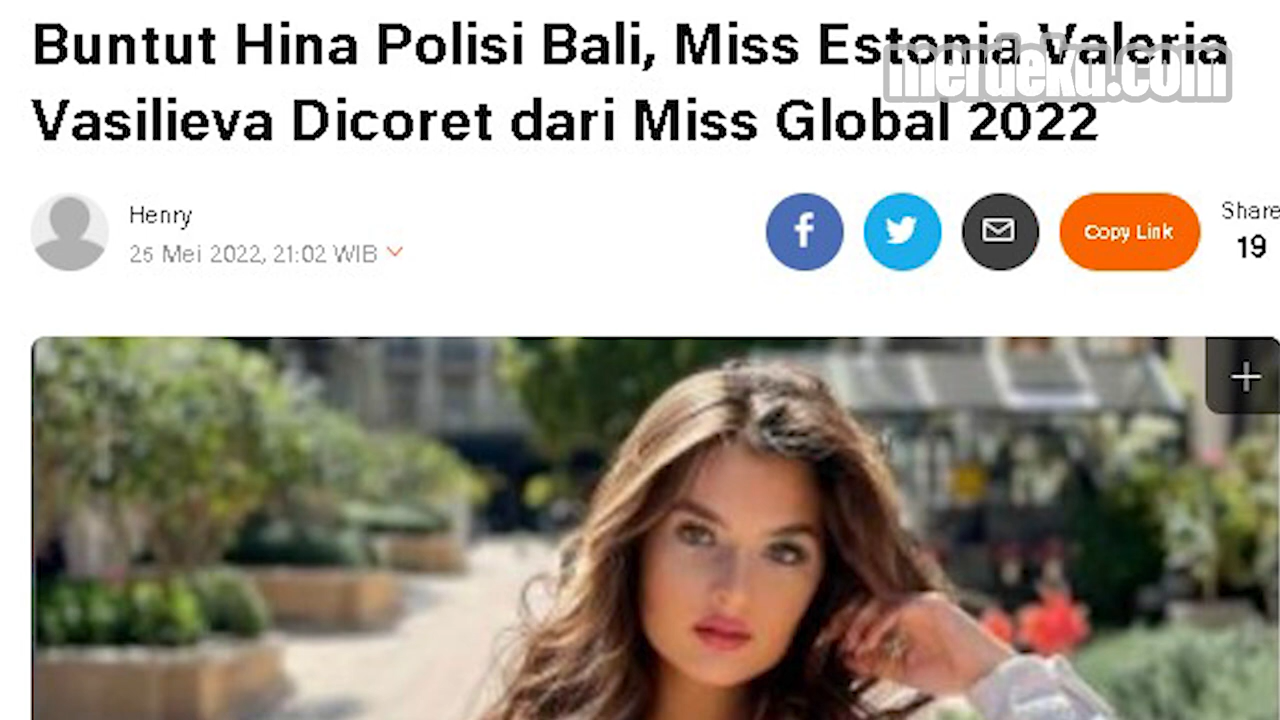 Buntut Hina Polisi Bali, Miss Estonia Valeria
Vasilieva Dicoret dari Miss Global 2022
merdeka.com
Henry
25 Mei 2022, 21:02 WIB
Copy Link
Share
19